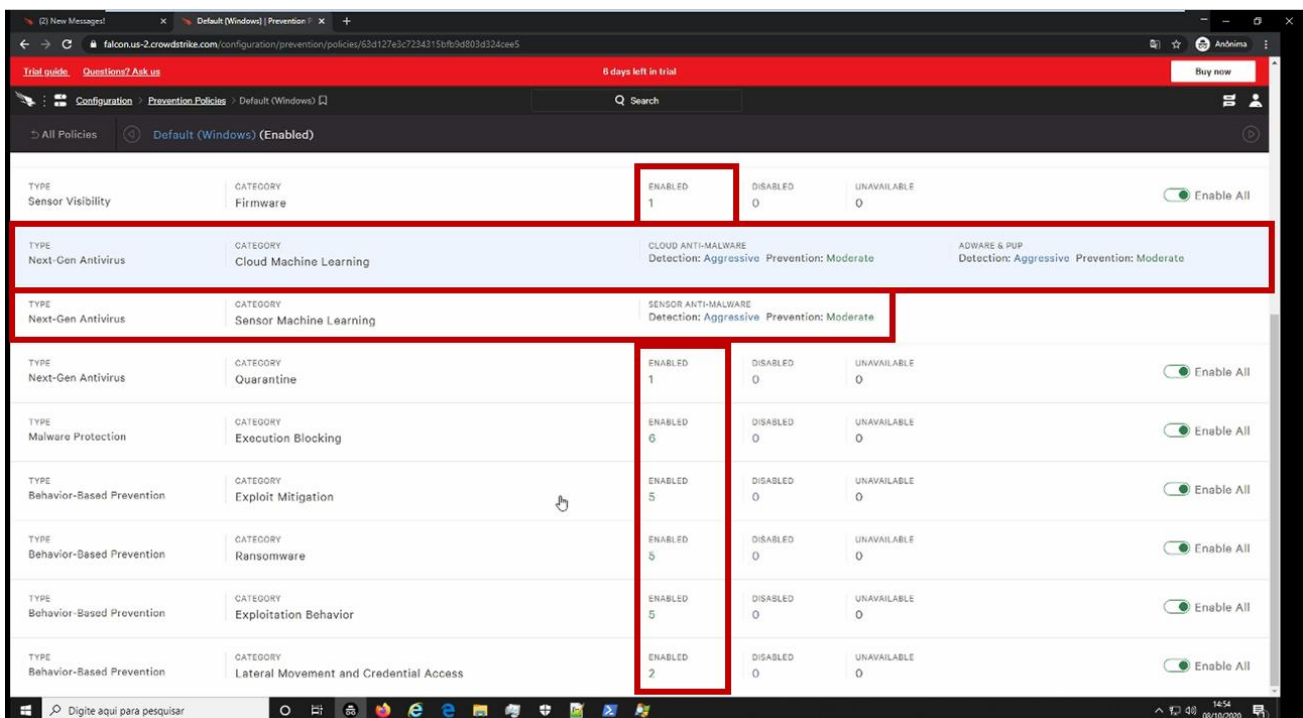 (2) New Messages!
Default (Windows) | Prevention P
falcon.us-2.crowdstrike.com/configuration/prevention/policies/63d127e3c7234315bfb9d803d324cee5
Anônima
Trial guide Questions? Ask us 6 days left in trial Buy now
Configuration > Prevention Policies > Default (Windows) Search
All Policies Default (Windows) (Enabled)
TYPE CATEGORY ENABLED DISABLED UNAVAILABLE
Sensor Visibility Firmware 1 0 0 Enable All
TYPE CATEGORY CLOUD ANTI-MALWARE ADWARE & PUP
Next-Gen Antivirus Cloud Machine Learning Detection: Aggressive Prevention: Moderate Detection: Aggressive Prevention: Moderate
TYPE CATEGORY SENSOR ANTI-MALWARE
Next-Gen Antivirus Sensor Machine Learning Detection: Aggressive Prevention: Moderate
TYPE CATEGORY ENABLED DISABLED UNAVAILABLE
Next-Gen Antivirus Quarantine 1 0 0 Enable All
TYPE CATEGORY ENABLED DISABLED UNAVAILABLE
Malware Protection Execution Blocking 6 0 0 Enable All
TYPE CATEGORY ENABLED DISABLED UNAVAILABLE
Behavior-Based Prevention Exploit Mitigation 5 0 0 Enable All
TYPE CATEGORY ENABLED DISABLED UNAVAILABLE
Behavior-Based Prevention Ransomware 5 0 0 Enable All
TYPE CATEGORY ENABLED DISABLED UNAVAILABLE
Behavior-Based Prevention Exploitation Behavior 5 0 0 Enable All
TYPE CATEGORY ENABLED DISABLED UNAVAILABLE
Behavior-Based Prevention Lateral Movement and Credential Access 2 0 0 Enable All
Digite aqui para pesquisar
14:54
08/10/2020